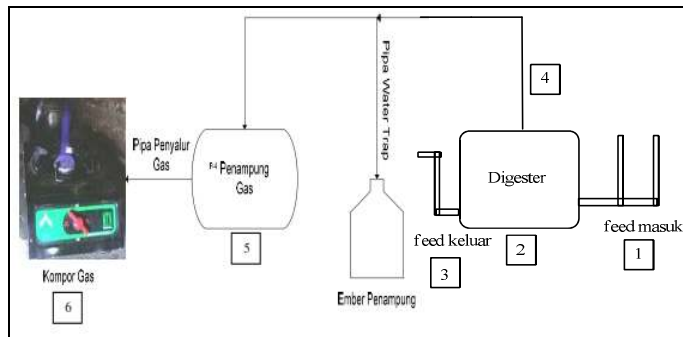 4
Pipa Water Trap
Pipa Penyalur
Gas
P-4 Penampung
Gas
Digester
feed keluar
feed masuk
5
3
2
1
Kompor Gas
6
Ember Penampung